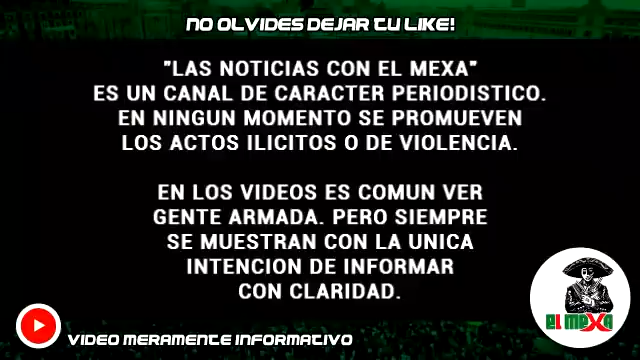 NO OLVIDES DEJAR TU LIKE!
"LAS NOTICIAS CON EL MEXA"
ES UN CANAL DE CARACTER PERIODISTICO.
EN NINGUN MOMENTO SE PROMUEVEN
LOS ACTOS ILICITOS O DE VIOLENCIA.
EN LOS VIDEOS ES COMUN VER
GENTE ARMADA. PERO SIEMPRE
SE MUESTRAN CON LA UNICA
INTENCION DE INFORMAR
CON CLARIDAD.
EL MEXA
VIDEO MERAMENTE INFORMATIVO